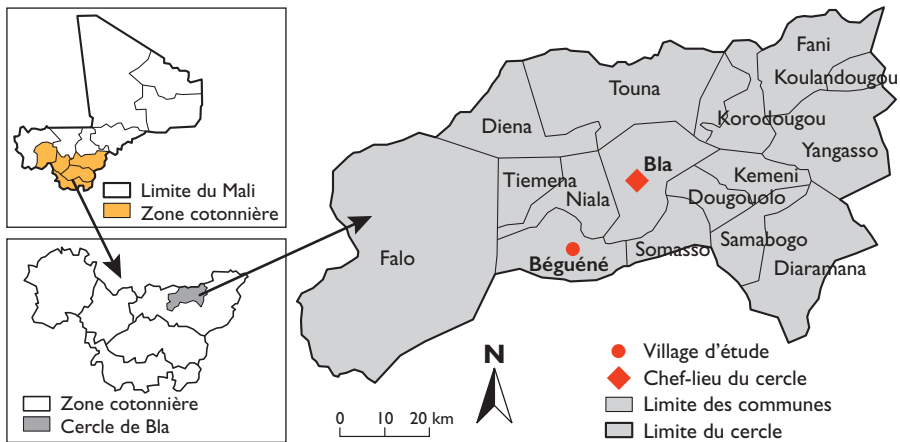 Limite du Mali
Zone cotonnière
Zone cotonnière
Cercle de Bla
Fani
Koulandougou
Touna
Diena
Korodougou
Yangasso
Bla
Kemeni
Tiemena
Niala
Dougouolo
Falo
Béguéné
Somasso
Samabogo
Diaramana
N
0 10 20 km
Village d'étude
Chef-lieu du cercle
Limite des communes
Limite du cercle